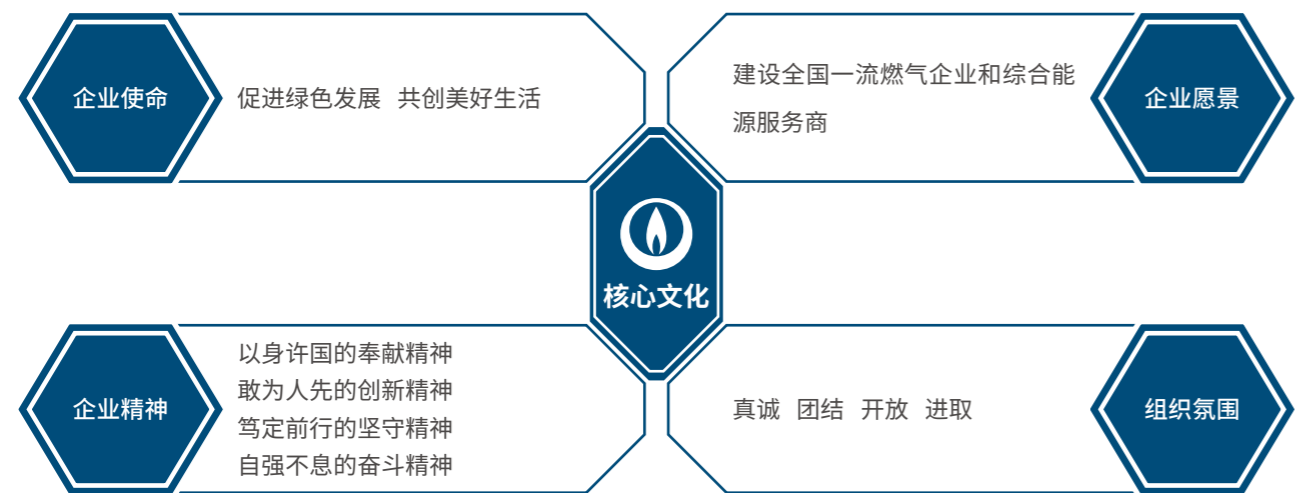 企业使命
促进绿色发展 共创美好生活
建设全国一流燃气企业和综合能
源服务商
企业愿景
核心文化
企业精神
以身许国的奉献精神
敢为人先的创新精神
笃定前行的坚守精神
自强不息的奋斗精神
真诚 团结 开放 进取
组织氛围